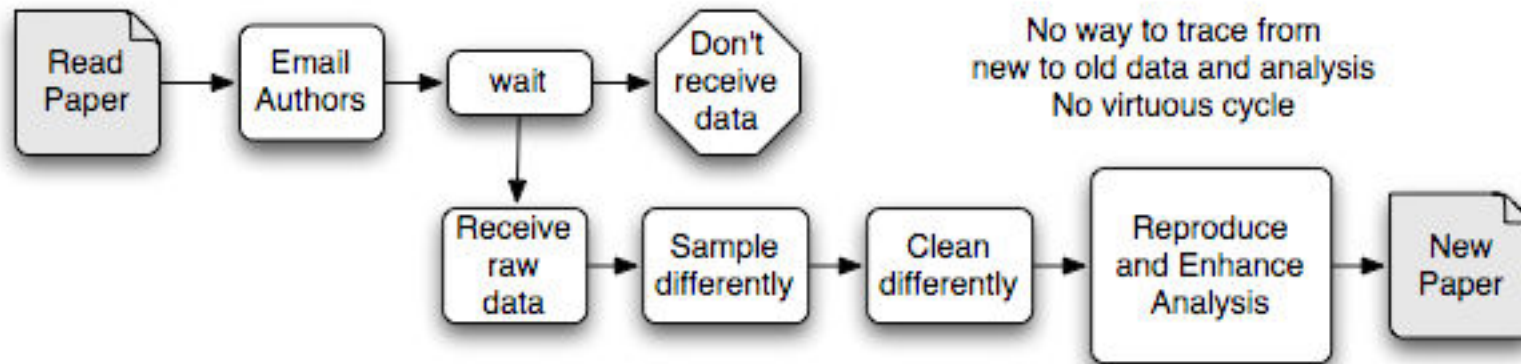 Read
Paper
Email
Authors
wait
Don't
receive
data
No way to trace from
new to old data and analysis
No virtuous cycle
Receive
raw
data
Sample
differently
Clean
differently
Reproduce
and Enhance
Analysis
New
Paper